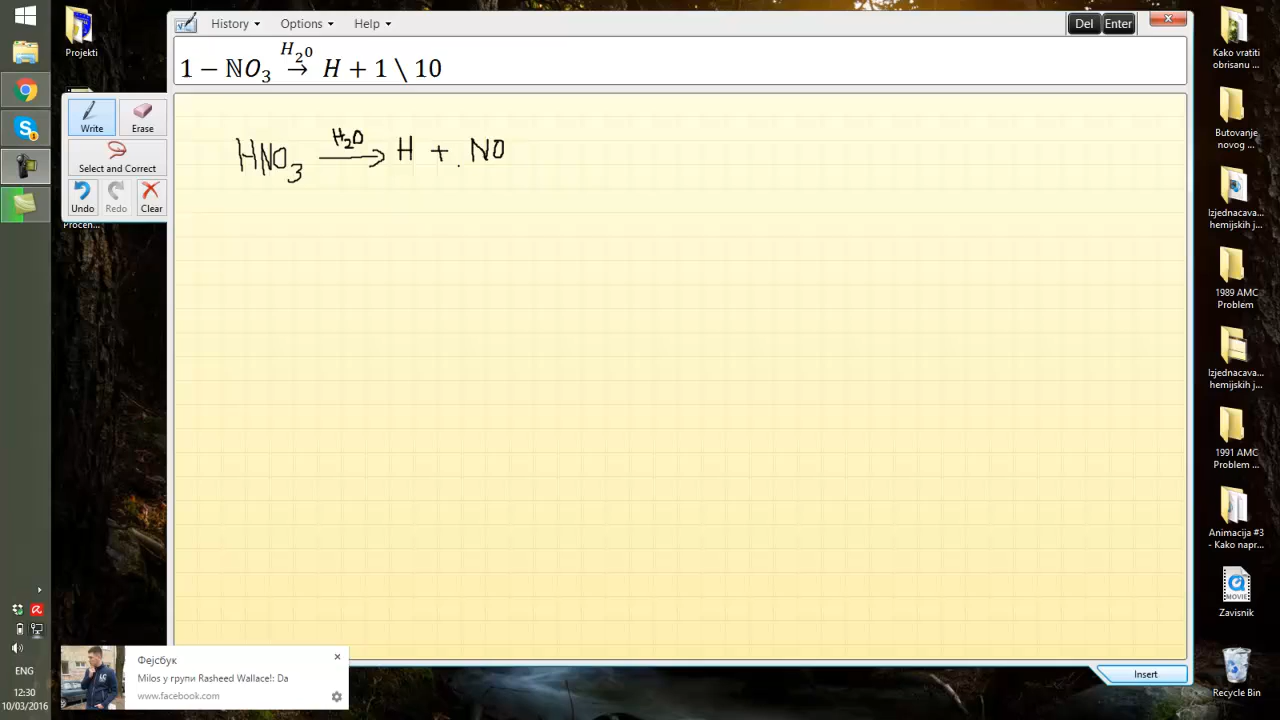 Projekti
History
Options
Help
Del
Enter
1 − ℕO₃ →^{H₂0} H + 1 \ 10
Write
Erase
Select and Correct
Undo
Redo
Clear
Procen...
HNO₃ →^{H₂O} H + . NO
Kako vratiti
obrisanu ...
Butovanje
novog ...
Izjednacava...
hemijskih j...
1989 AMC
Problem
Izjednacava...
hemijskih j...
1991 AMC
Problem ...
Animacija #3
- Kako napr...
MOVIE
Zavisnik
Recycle Bin
Insert
Фејсбук
Milos у групи Rasheed Wallace!: Da
www.facebook.com
ENG
12:30
10/03/2016